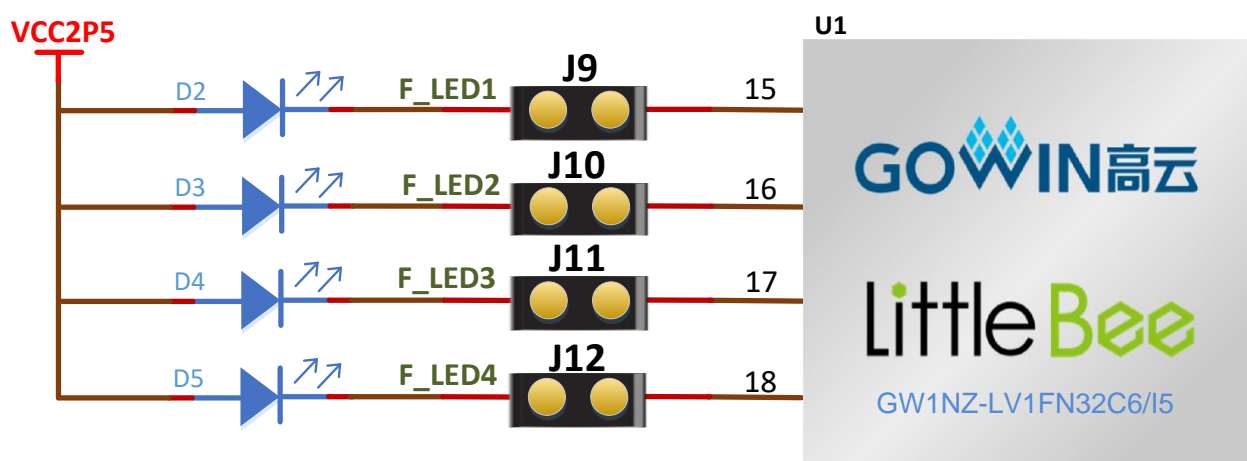 VCC2P5
U1
D2 F_LED1 J9 15
D3 F_LED2 J10 16
D4 F_LED3 J11 17
D5 F_LED4 J12 18
GOWIN高云
LittleBee
GW1NZ-LV1FN32C6/I5